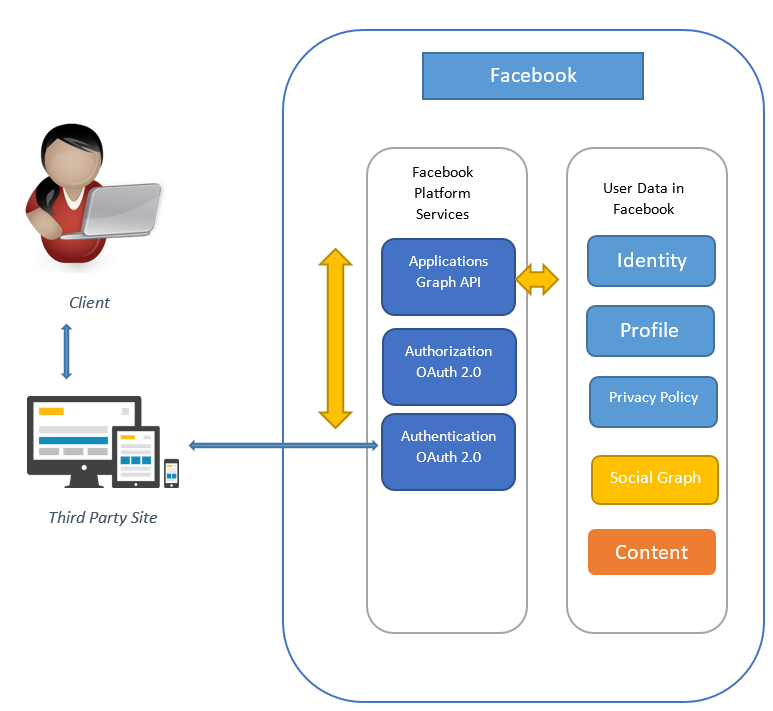 Facebook
Facebook
Platform
Services
Applications
Graph API
Authorization
OAuth 2.0
Authentication
OAuth 2.0
User Data in
Facebook
Identity
Profile
Privacy Policy
Social Graph
Content
Client
Third Party Site